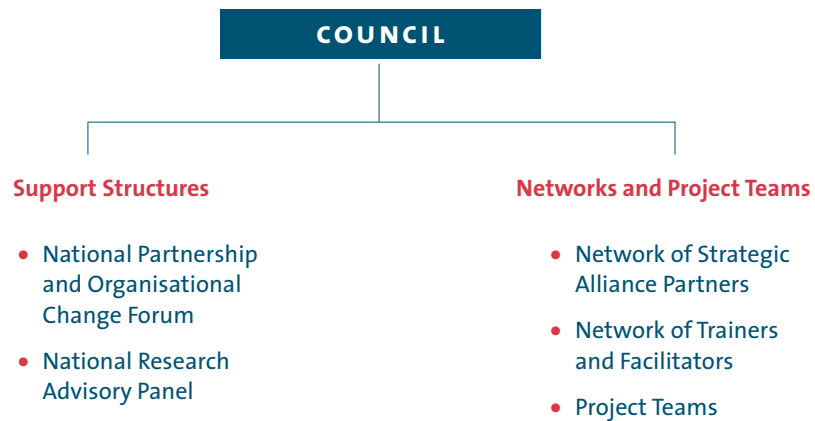 COUNCIL
Support Structures
• National Partnership
and Organisational
Change Forum
• National Research
Advisory Panel
Networks and Project Teams
• Network of Strategic
Alliance Partners
• Network of Trainers
and Facilitators
• Project Teams